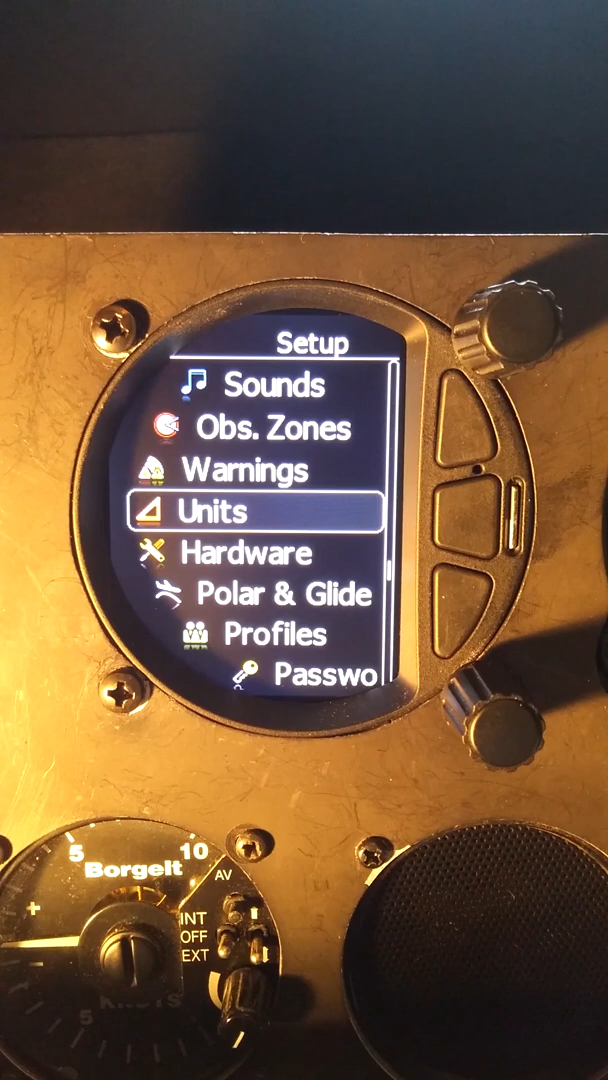 Setup
Sounds
Obs. Zones
Warnings
Units
Hardware
Polar & Glide
Profiles
Passwo
5
10
Borgelt
AV
+
INT
OFF
EXT
−
KNOTS
5